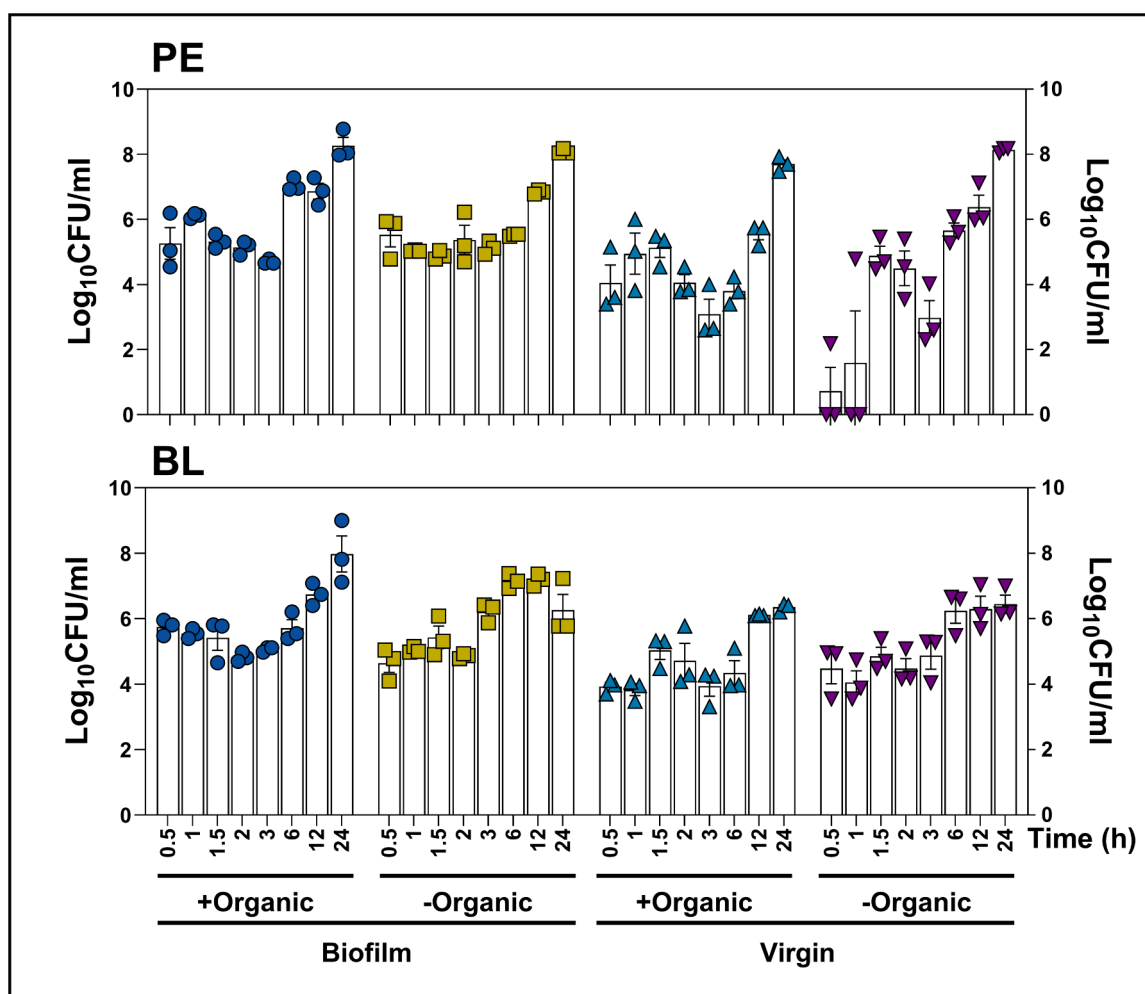 PE
10 8 6 4 2 0
Log10CFU/ml
10 8 6 4 2 0
Log10CFU/ml
BL
10 8 6 4 2 0
Log10CFU/ml
10 8 6 4 2 0
Log10CFU/ml
0.5 1 1.5 2 3 6 12 24 0.5 1 1.5 2 3 6 12 24 0.5 1 1.5 2 3 6 12 24 0.5 1 1.5 2 3 6 12 24 Time (h)
+Organic -Organic +Organic -Organic
Biofilm Virgin